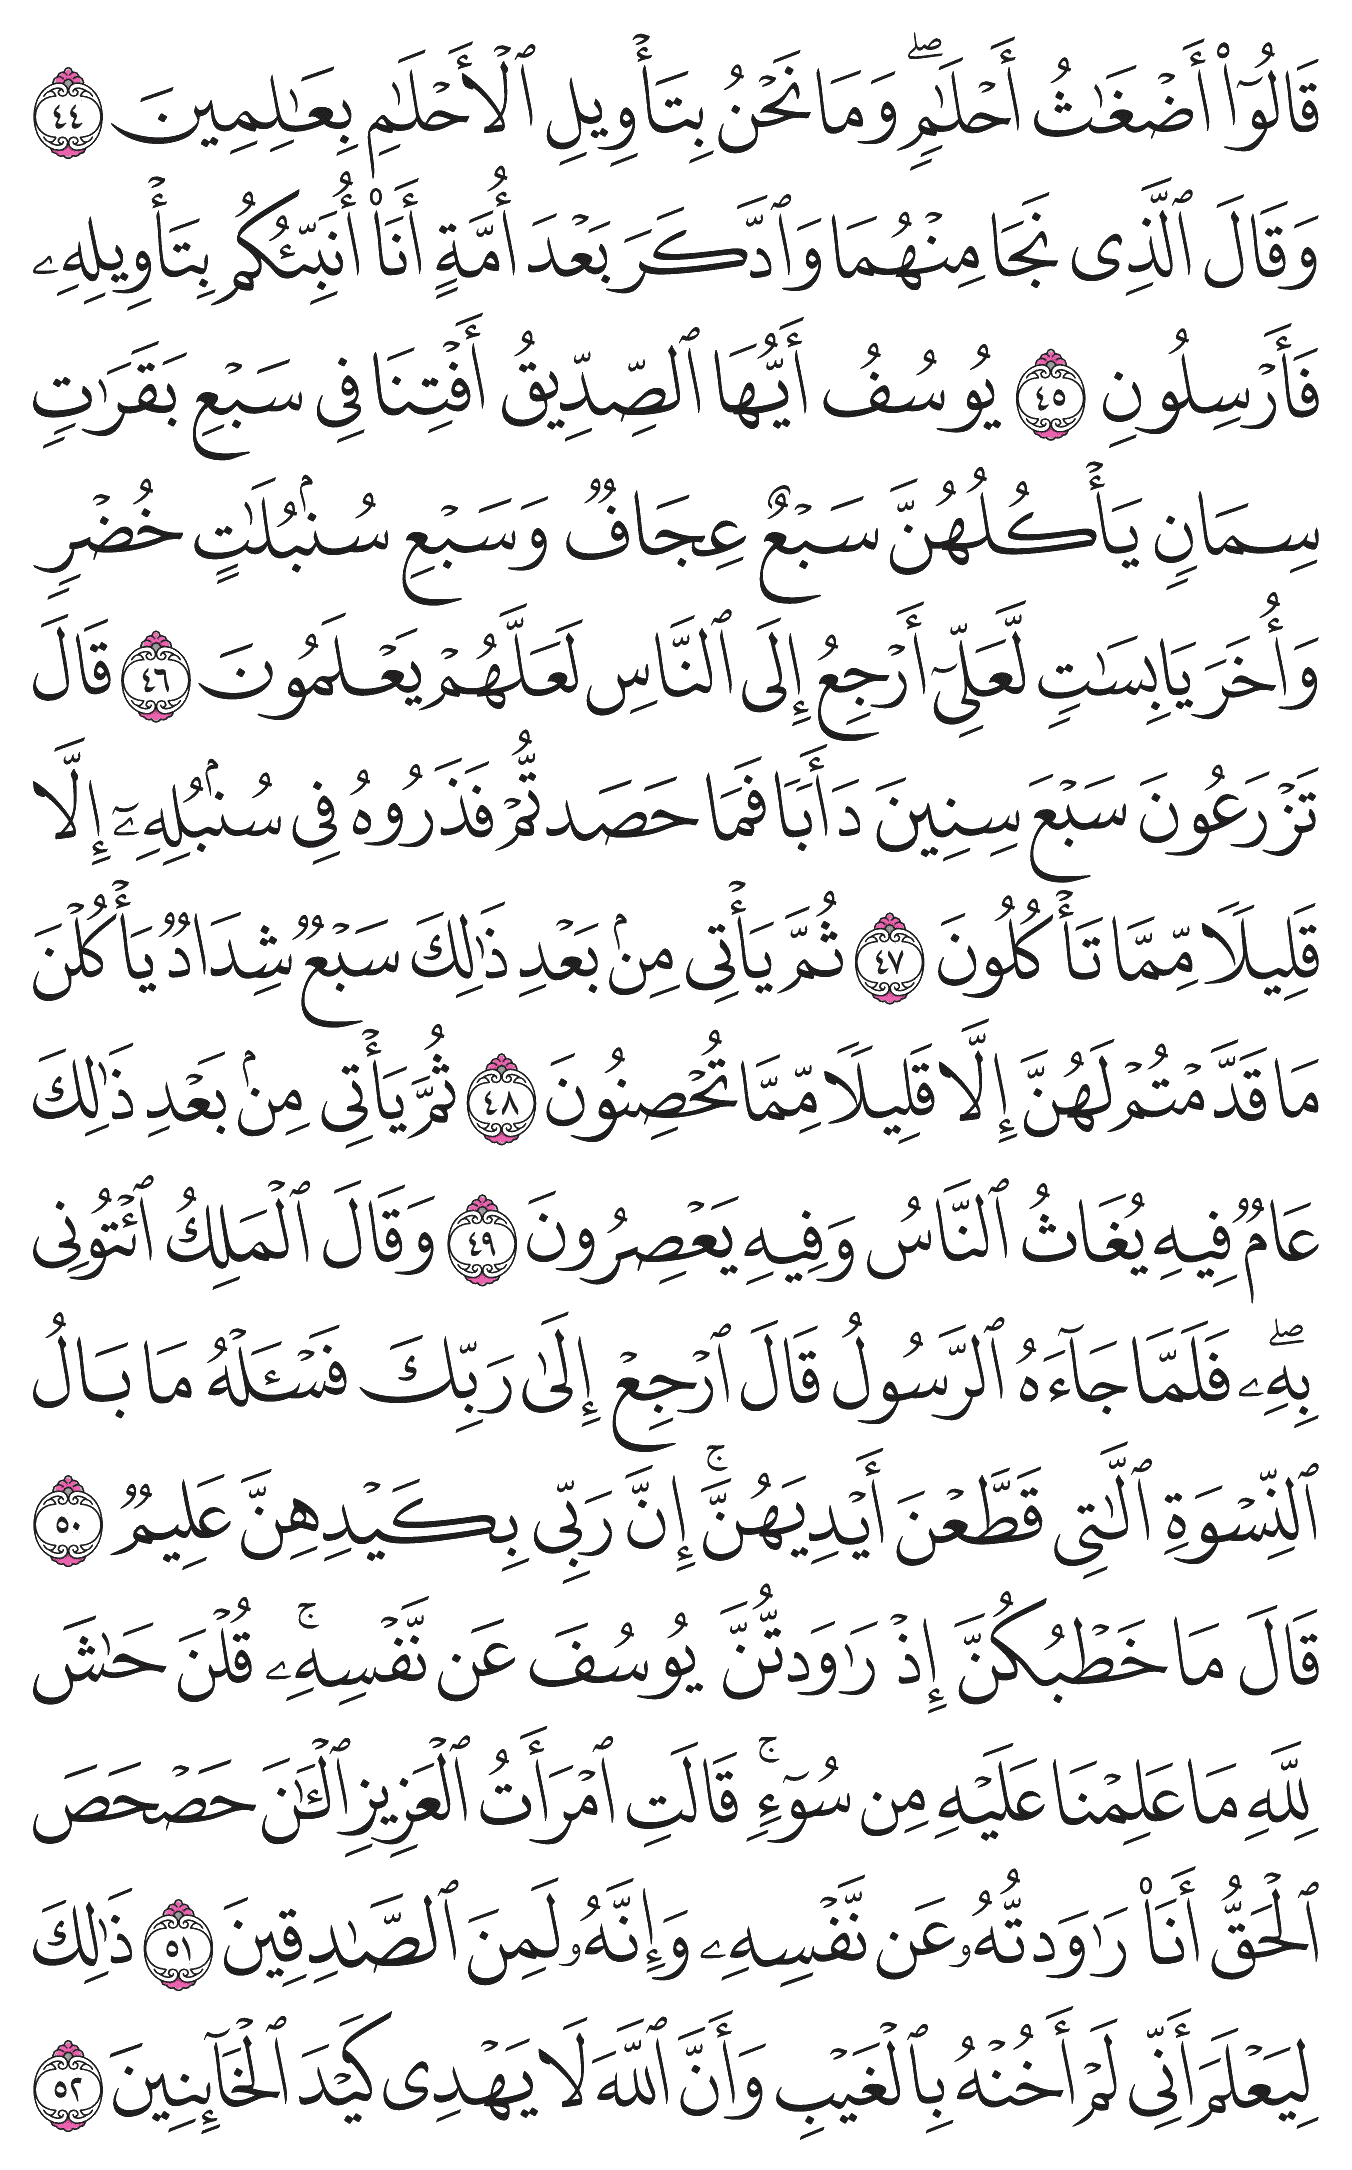 قَالُوٓا۟ أَضْغَٰثُ أَحْلَٰمٍۢ ۖ وَمَا نَحْنُ بِتَأْوِيلِ ٱلْأَحْلَٰمِ بِعَٰلِمِينَ ٤٤
وَقَالَ ٱلَّذِى نَجَا مِنْهُمَا وَٱدَّكَرَ بَعْدَ أُمَّةٍ أَنَا۠ أُنَبِّئُكُم بِتَأْوِيلِهِۦ
فَأَرْسِلُونِ ٤٥ يُوسُفُ أَيُّهَا ٱلصِّدِّيقُ أَفْتِنَا فِى سَبْعِ بَقَرَٰتٍۢ
سِمَانٍۢ يَأْكُلُهُنَّ سَبْعٌ عِجَافٌۭ وَسَبْعِ سُنۢبُلَٰتٍ خُضْرٍۢ
وَأُخَرَ يَابِسَٰتٍۢ لَّعَلِّىٓ أَرْجِعُ إِلَى ٱلنَّاسِ لَعَلَّهُمْ يَعْلَمُونَ ٤٦ قَالَ
تَزْرَعُونَ سَبْعَ سِنِينَ دَأَبًۭا فَمَا حَصَدتُّمْ فَذَرُوهُ فِى سُنۢبُلِهِۦٓ إِلَّا
قَلِيلًۭا مِّمَّا تَأْكُلُونَ ٤٧ ثُمَّ يَأْتِى مِنۢ بَعْدِ ذَٰلِكَ سَبْعٌۭ شِدَادٌۭ يَأْكُلْنَ
مَا قَدَّمْتُمْ لَهُنَّ إِلَّا قَلِيلًۭا مِّمَّا تُحْصِنُونَ ٤٨ ثُمَّ يَأْتِى مِنۢ بَعْدِ ذَٰلِكَ
عَامٌۭ فِيهِ يُغَاثُ ٱلنَّاسُ وَفِيهِ يَعْصِرُونَ ٤٩ وَقَالَ ٱلْمَلِكُ ٱئْتُونِى
بِهِۦ ۖ فَلَمَّا جَآءَهُ ٱلرَّسُولُ قَالَ ٱرْجِعْ إِلَىٰ رَبِّكَ فَسْـَٔلْهُ مَا بَالُ
ٱلنِّسْوَةِ ٱلَّٰتِى قَطَّعْنَ أَيْدِيَهُنَّ ۚ إِنَّ رَبِّى بِكَيْدِهِنَّ عَلِيمٌۭ ٥٠
قَالَ مَا خَطْبُكُنَّ إِذْ رَٰوَدتُّنَّ يُوسُفَ عَن نَّفْسِهِۦ ۚ قُلْنَ حَٰشَ
لِلَّهِ مَا عَلِمْنَا عَلَيْهِ مِن سُوٓءٍۢ ۚ قَالَتِ ٱمْرَأَتُ ٱلْعَزِيزِ ٱلْـَٰٔنَ حَصْحَصَ
ٱلْحَقُّ أَنَا۠ رَٰوَدتُّهُۥ عَن نَّفْسِهِۦ وَإِنَّهُۥ لَمِنَ ٱلصَّٰدِقِينَ ٥١ ذَٰلِكَ
لِيَعْلَمَ أَنِّى لَمْ أَخُنْهُ بِٱلْغَيْبِ وَأَنَّ ٱللَّهَ لَا يَهْدِى كَيْدَ ٱلْخَآئِنِينَ ٥٢